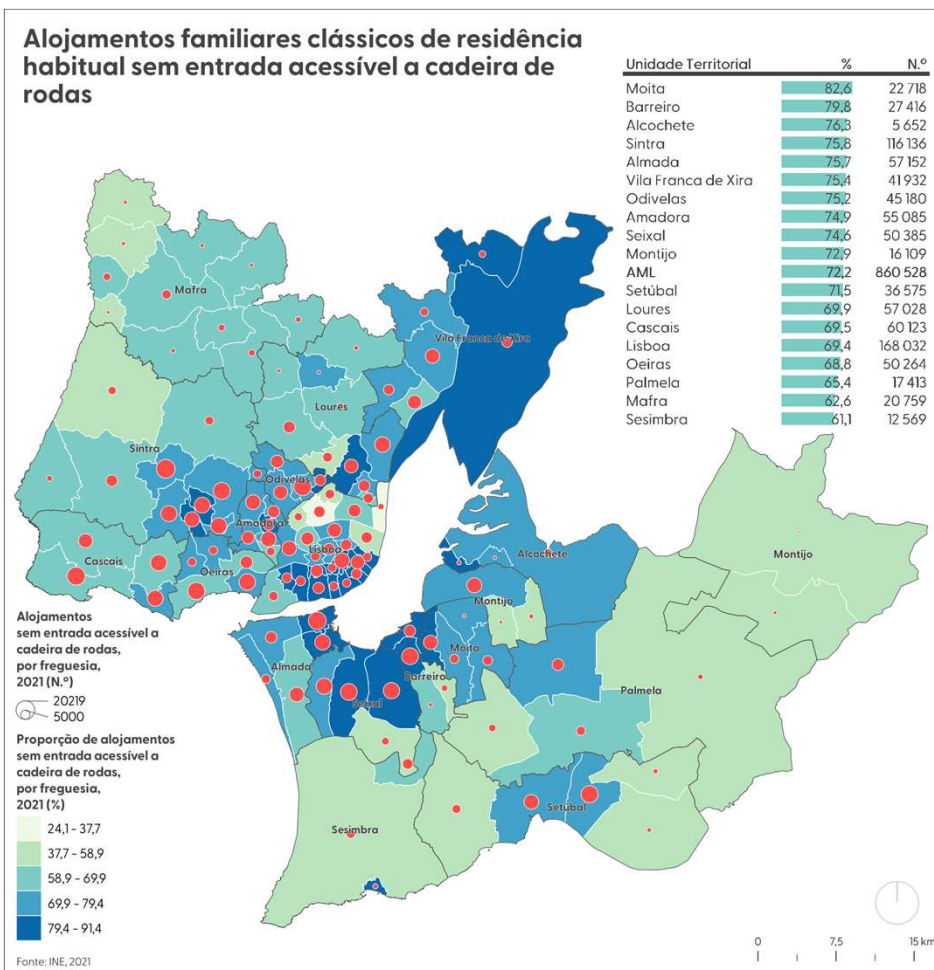 Alojamentos familiares clássicos de residência
habitual sem entrada acessível a cadeira de
rodas
Unidade Territorial % N.º
Moita 82,6 22 718
Barreiro 79,8 27 416
Alcochete 76,3 5 652
Sintra 75,8 116 136
Almada 75,7 57 152
Vila Franca de Xira 75,4 41 932
Odivelas 75,2 45 180
Amadora 74,9 55 085
Seixal 74,6 50 385
Montijo 72,9 16 109
AML 72,2 860 528
Setúbal 71,5 36 575
Loures 69,9 57 028
Cascais 69,5 60 123
Lisboa 69,4 168 032
Oeiras 68,8 50 264
Palmela 65,4 17 413
Mafra 62,6 20 759
Sesimbra 61,1 12 569
Mafra
Vila Franca de Xira
Loures
Sintra
Odivelas
Amadora
Lisboa
Cascais
Oeiras
Alcochete
Montijo
Montijo
Almada
Moita
Barreiro
Seixal
Palmela
Setúbal
Sesimbra
Alojamentos
sem entrada acessível a
cadeira de rodas,
por freguesia,
2021 (N.º)
20219
5000
Proporção de alojamentos
sem entrada acessível a
cadeira de rodas,
por freguesia,
2021 (%)
24,1 - 37,7
37,7 - 58,9
58,9 - 69,9
69,9 - 79,4
79,4 - 91,4
Fonte: INE, 2021
0 7,5 15 km